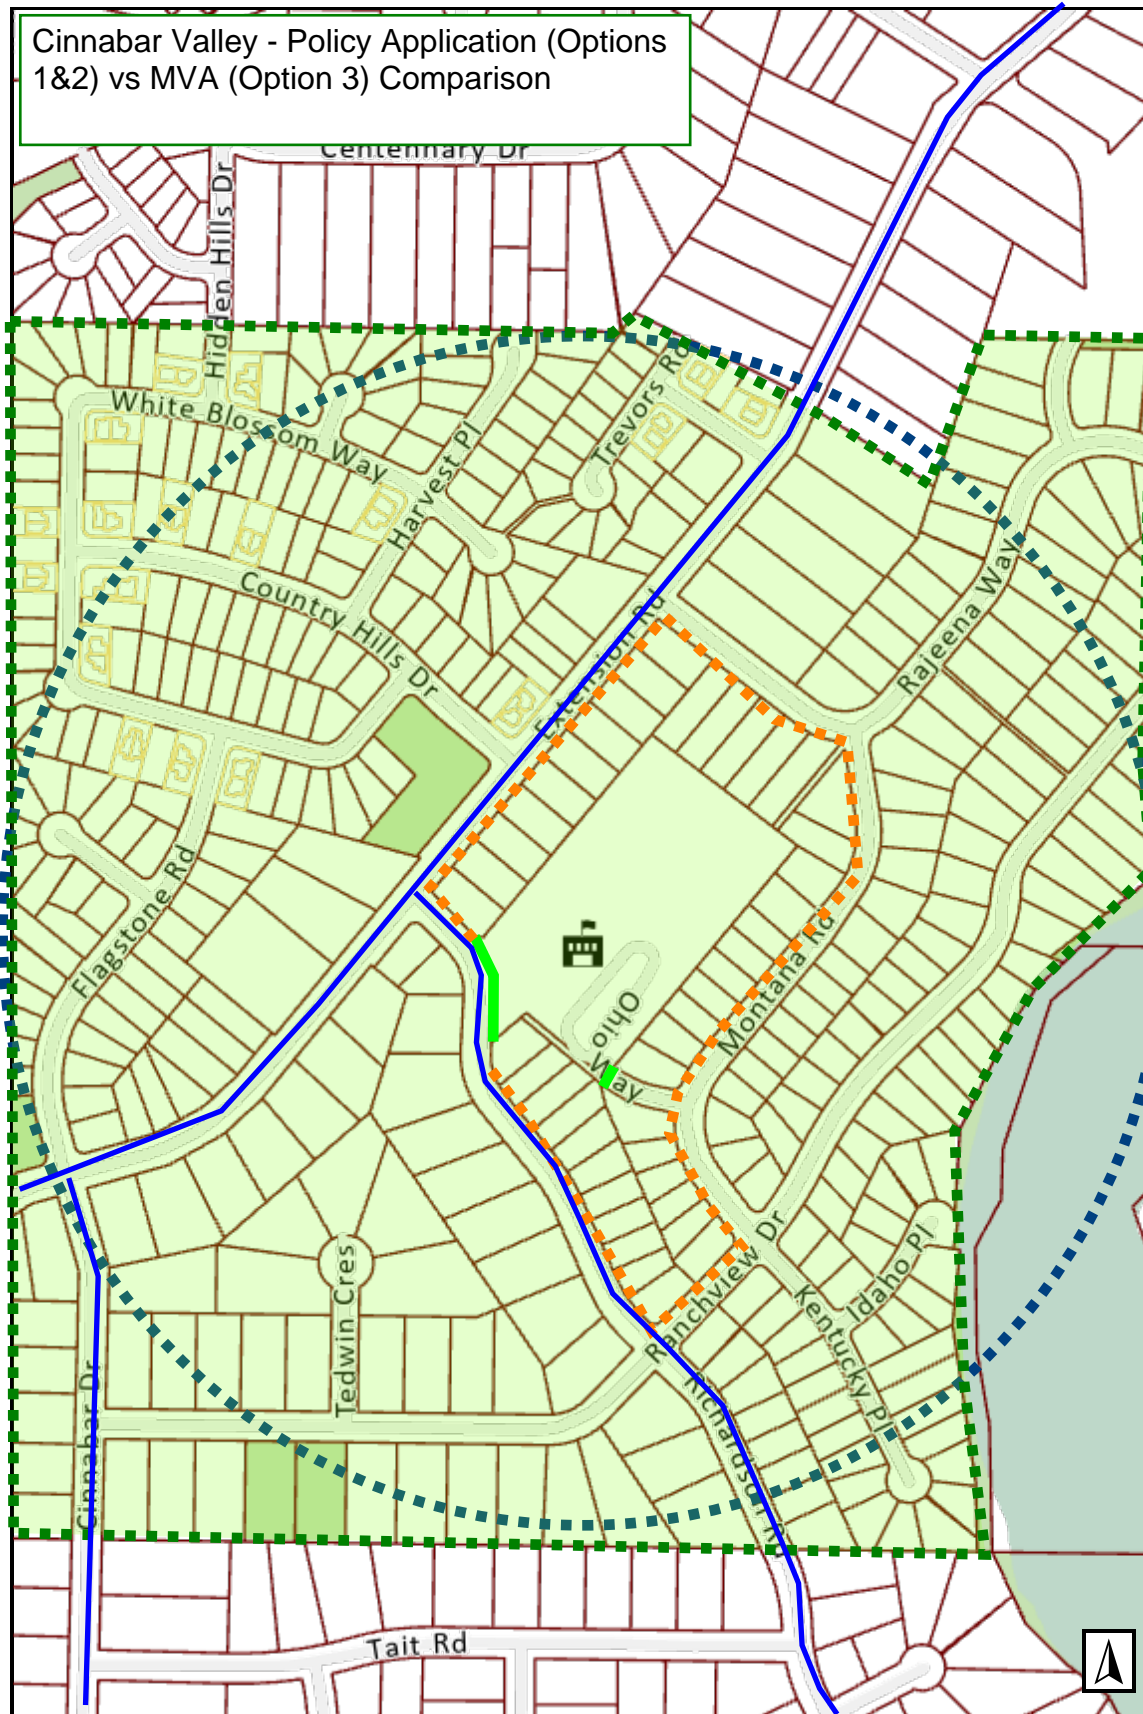 Cinnabar Valley - Policy Application (Options
1&2) vs MVA (Option 3) Comparison
Centennary Dr
Hidden Hills Dr
White Blossom Way
Trevors Rd
Harvest Pl
Country Hills Dr
Extension Rd
Rajeena Way
Flagstone Rd
Montana Rd
Ohio
Way
Ranchview Dr
Idaho Pl
Kentucky Pl
Tedwin Cres
Cinnabar Dr
Richardson Rd
Tait Rd